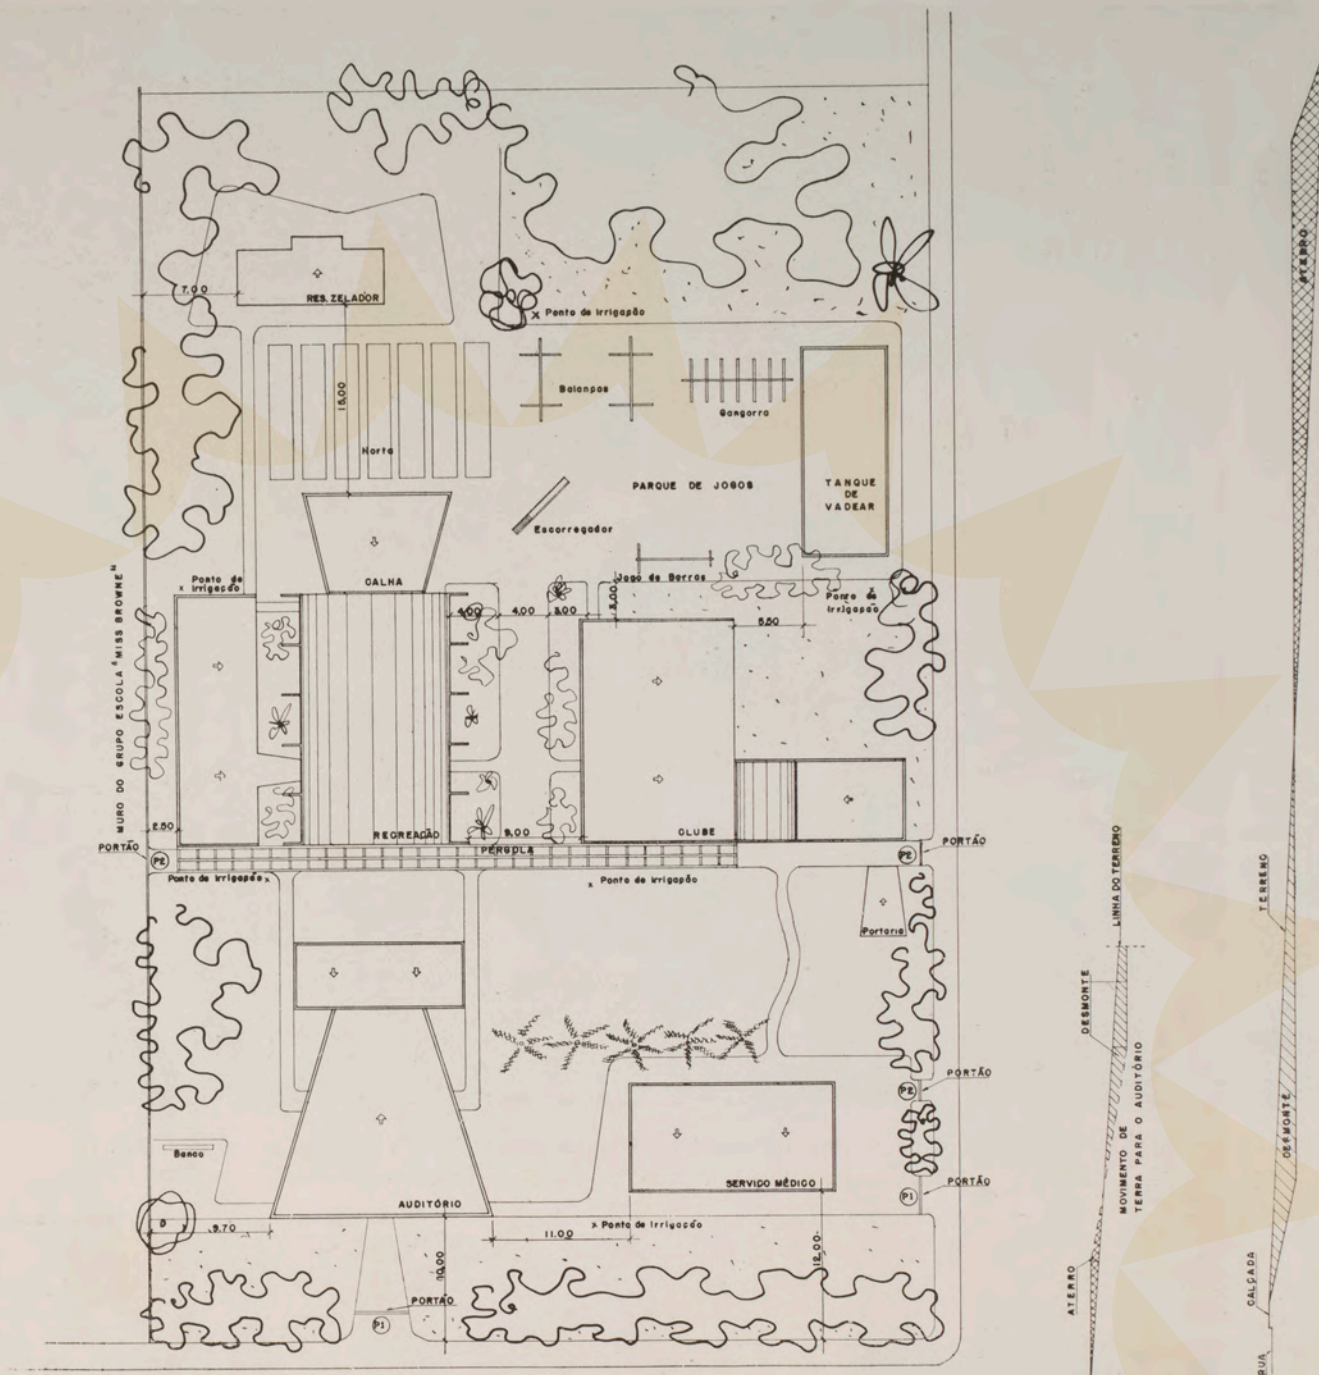 7.00
RES. ZELADOR
x Ponto de irrigação
Balanços
Gangorra
15.00
Horta
PARQUE DE JOGOS
TANQUE
DE
VADEAR
Escorregador
Jogo de Barras
CALHA
x Ponto de
irrigação
Ponto de
irrigação
4.00
4.00
3.00
3.00
5.50
MURO DO GRUPO ESCOLA "MISS BROWNE"
2.50
RECREAÇÃO
9.00
CLUBE
PORTÃO
P2
PERGOLA
P2
PORTÃO
Ponto de irrigação x
x Ponto de irrigação
Portaria
P2
PORTÃO
Banco
AUDITÓRIO
SERVIÇO MÉDICO
P1
PORTÃO
9.70
11.00
x Ponto de irrigação
10.00
12.00
PORTÃO
P1
LINHA DO TERRENO
DESMONTE
MOVIMENTO DE
TERRA PARA O AUDITÓRIO
ATERRO
ATERRO
TERRENO
DESMONTE
CALÇADA
RUA